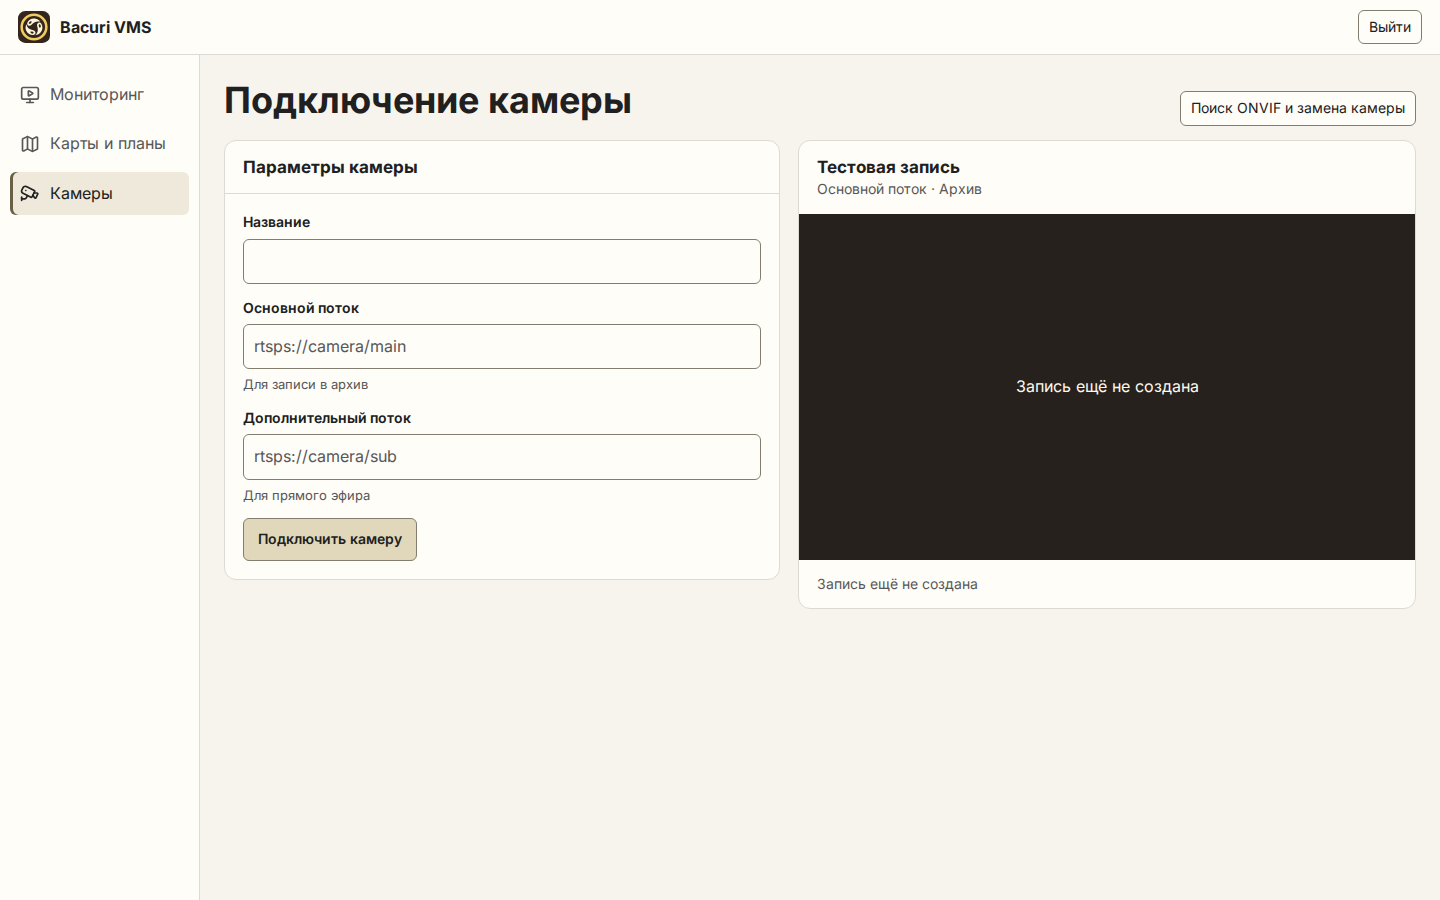 Bacuri VMS
Выйти
Мониторинг
Карты и планы
Камеры
Подключение камеры
Поиск ONVIF и замена камеры
Параметры камеры
Название
Основной поток
rtsps://camera/main
Для записи в архив
Дополнительный поток
rtsps://camera/sub
Для прямого эфира
Подключить камеру
Тестовая запись
Основной поток · Архив
Запись ещё не создана
Запись ещё не создана